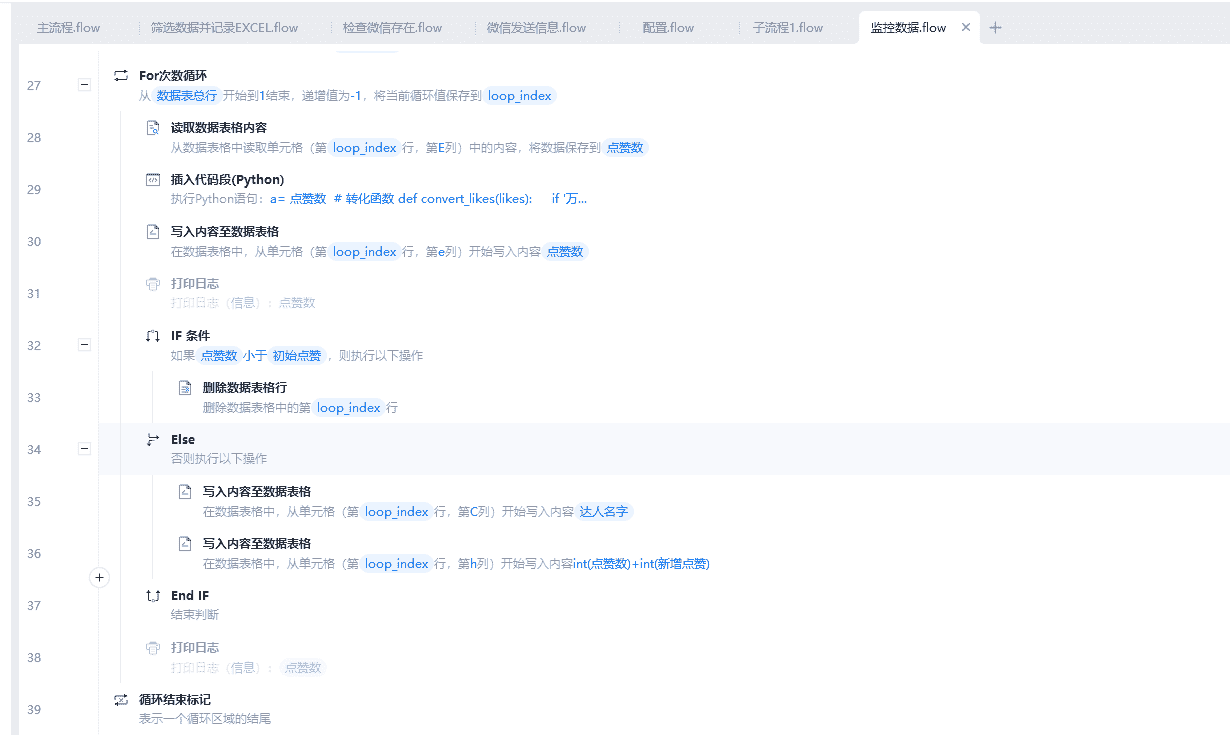 主流程.flow 筛选数据并记录EXCEL.flow 检查微信存在.flow 微信发送信息.flow 配置.flow 子流程1.flow 监控数据.flow
27 For次数循环
从 数据表总行 开始到1结束，递增值为-1，将当前循环值保存到 loop_index
28 读取数据表格内容
从数据表格中读取单元格（第 loop_index 行，第E列）中的内容，将数据保存到 点赞数
29 插入代码段(Python)
执行Python语句：a= 点赞数 # 转化函数 def convert_likes(likes): if '万...
30 写入内容至数据表格
在数据表格中，从单元格（第 loop_index 行，第e列）开始写入内容 点赞数
31 打印日志
打印日志（信息）：点赞数
32 IF 条件
如果 点赞数 小于 初始点赞 ，则执行以下操作
33 删除数据表格行
删除数据表格中的第 loop_index 行
34 Else
否则执行以下操作
35 写入内容至数据表格
在数据表格中，从单元格（第 loop_index 行，第C列）开始写入内容 达人名字
36 写入内容至数据表格
在数据表格中，从单元格（第 loop_index 行，第h列）开始写入内容int(点赞数)+int(新增点赞)
37 End IF
结束判断
38 打印日志
打印日志（信息）： 点赞数
39 循环结束标记
表示一个循环区域的结尾